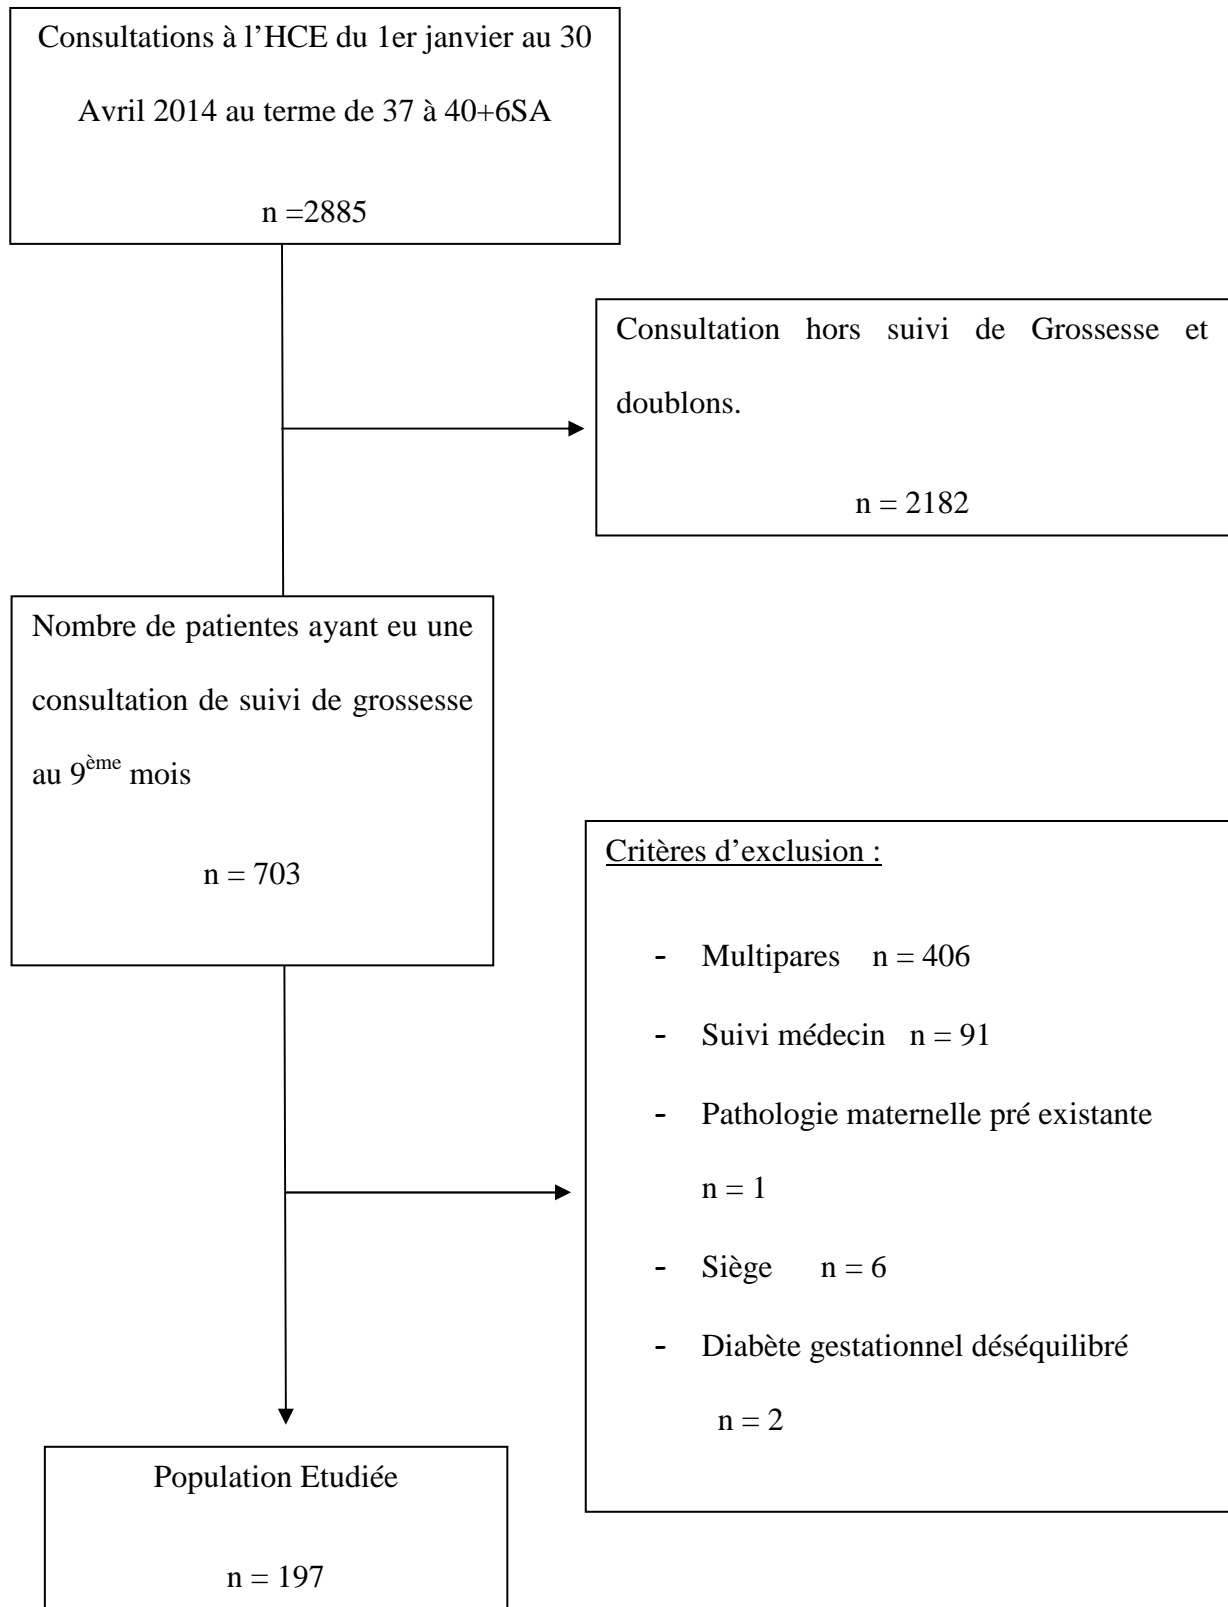 Consultations à l’HCE du 1er janvier au 30
Avril 2014 au terme de 37 à 40+6SA
n =2885
Consultation hors suivi de Grossesse et
doublons.
n = 2182
Nombre de patientes ayant eu une
consultation de suivi de grossesse
au 9ème mois
n = 703
Critères d’exclusion :
- Multipares n = 406
- Suivi médecin n = 91
- Pathologie maternelle pré existante
n = 1
- Siège n = 6
- Diabète gestationnel déséquilibré
n = 2
Population Etudiée
n = 197